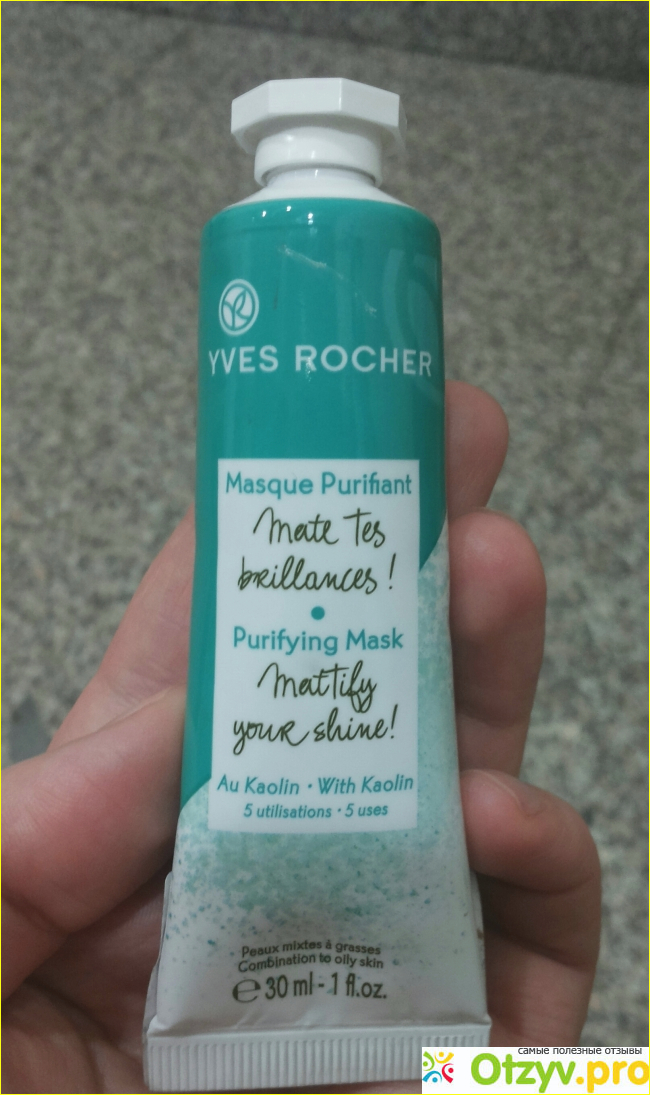 YVES ROCHER
Masque Purifiant
Mate Tes
brillances !
•
Purifying Mask
Mattify
your shine!
Au Kaolin • With Kaolin
5 utilisations • 5 uses
Peaux mixtes à grasses
Combination to oily skin
℮ 30 ml - 1 fl.oz.
самые полезные отзывы
Otzyv.pro